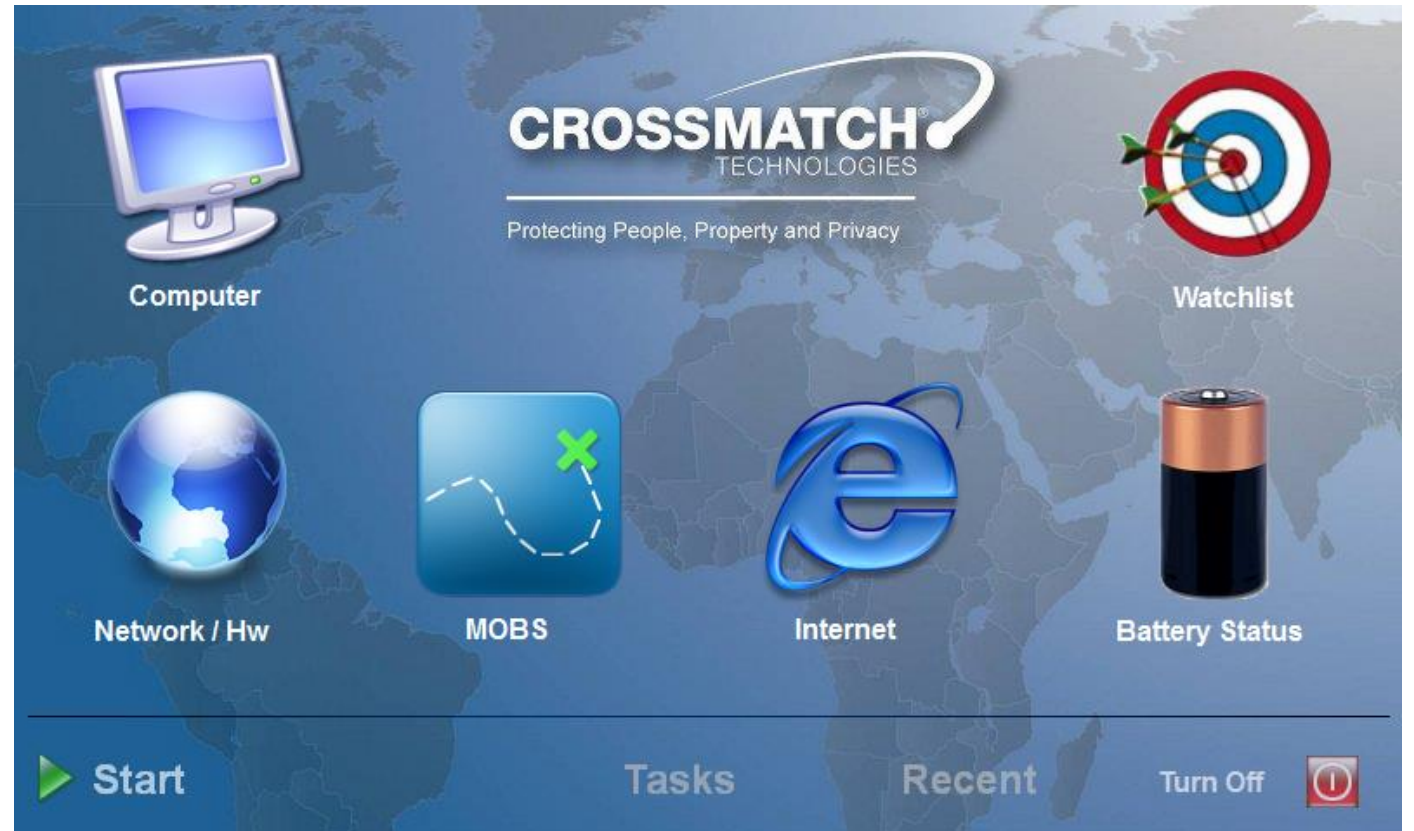 CROSSMATCH®
TECHNOLOGIES
Protecting People, Property and Privacy
Computer
Watchlist
Network / Hw
MOBS
Internet
Battery Status
Start
Tasks
Recent
Turn Off